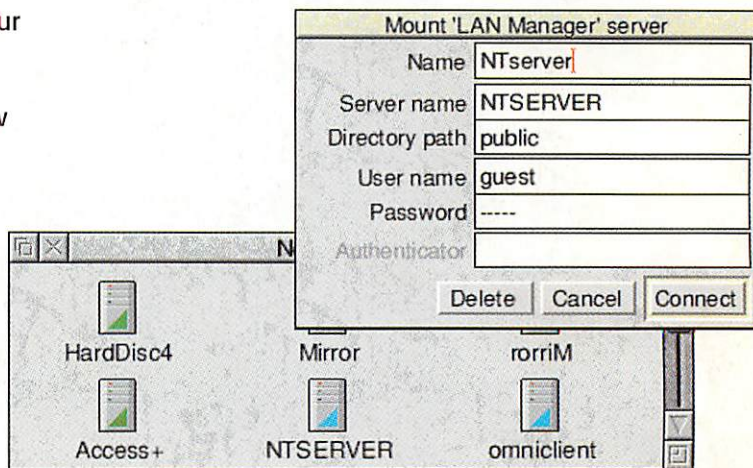 ur
w
Mount 'LAN Manager' server
Name NTserver
Server name NTSERVER
Directory path public
User name guest
Password -----
Authenticator
Delete Cancel Connect
HardDisc4 Mirror rorriM
Access+ NTSERVER omniclient